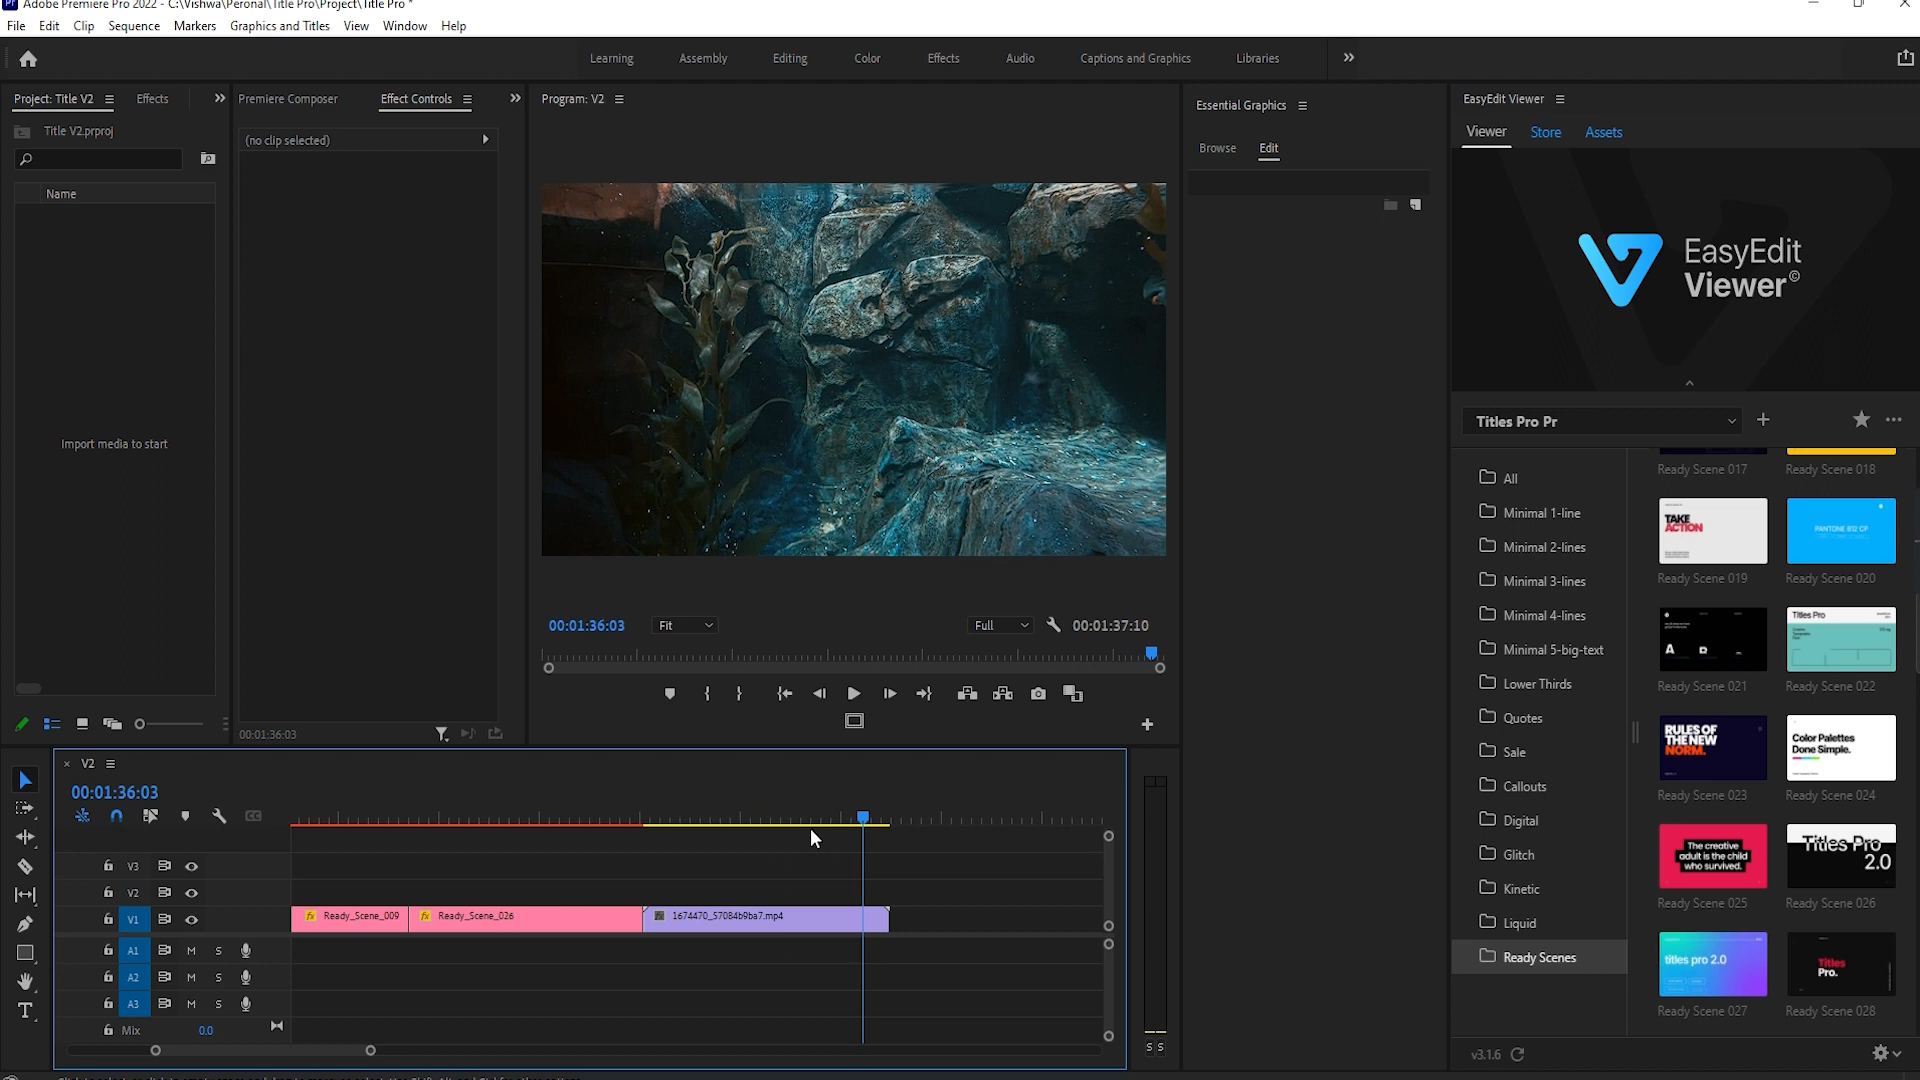 Adobe Premiere Pro 2022 - C:\Vishwa\Peronal\Title Pro\Project\Title Pro *
File Edit Clip Sequence Markers Graphics and Titles View Window Help
Learning Assembly Editing Color Effects Audio Captions and Graphics Libraries
Project: Title V2 Effects
Title V2.prproj
Name
Import media to start
Premiere Composer Effect Controls
(no clip selected)
00:01:36:03
Program: V2
00:01:36:03 Fit Full 00:01:37:10
Essential Graphics
Browse Edit
EasyEdit Viewer
Viewer Store Assets
EasyEdit
Viewer©
Titles Pro Pr
All
Minimal 1-line
Minimal 2-lines
Minimal 3-lines
Minimal 4-lines
Minimal 5-big-text
Lower Thirds
Quotes
Sale
Callouts
Digital
Glitch
Kinetic
Liquid
Ready Scenes
Ready Scene 017 Ready Scene 018
TAKE
ACTION
PANTONE 812 CP
Ready Scene 019 Ready Scene 020
Titles Pro
Ready Scene 021 Ready Scene 022
RULES OF
THE NEW
NORM.
Color Palettes
Done Simple.
Ready Scene 023 Ready Scene 024
The creative
adult is the child
who survived.
Titles Pro
2.0
Ready Scene 025 Ready Scene 026
titles pro 2.0
Titles
Pro.
Ready Scene 027 Ready Scene 028
v3.1.6
V2
00:01:36:03
V3
V2
V1 Ready_Scene_009 Ready_Scene_026 1674470_57084b9ba7.mp4
A1 M S
A2 M S
A3 M S
Mix 0.0
S S